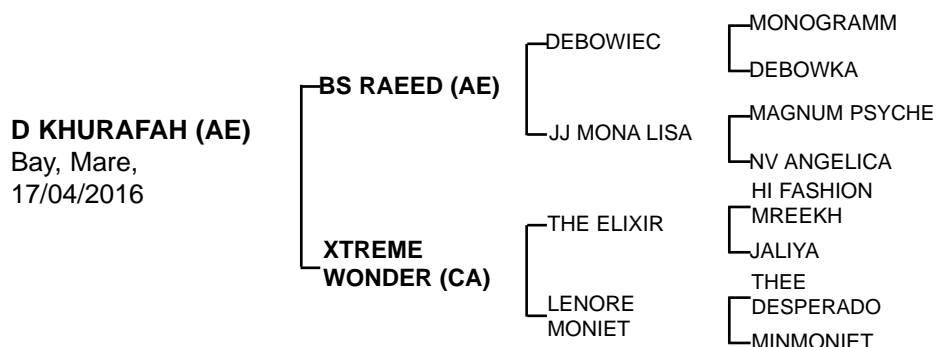 D KHURAFAH (AE)
Bay, Mare,
17/04/2016
BS RAEED (AE)
XTREME
WONDER (CA)
DEBOWIEC
JJ MONA LISA
THE ELIXIR
LENORE
MONIET
MONOGRAMM
DEBOWKA
MAGNUM PSYCHE
NV ANGELICA
HI FASHION
MREEKH
JALIYA
THEE
DESPERADO
MINMONIET